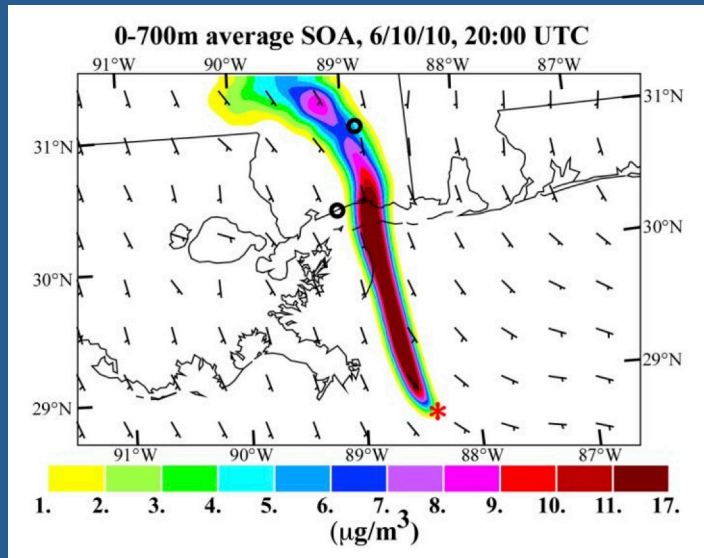 0-700m average SOA, 6/10/10, 20:00 UTC
91°W 90°W 89°W 88°W 87°W
31°N 31°N
30°N 30°N
29°N 29°N
91°W 90°W 89°W 88°W 87°W
1. 2. 3. 4. 5. 6. 7. 8. 9. 10. 11. 17.
(μg/m³)